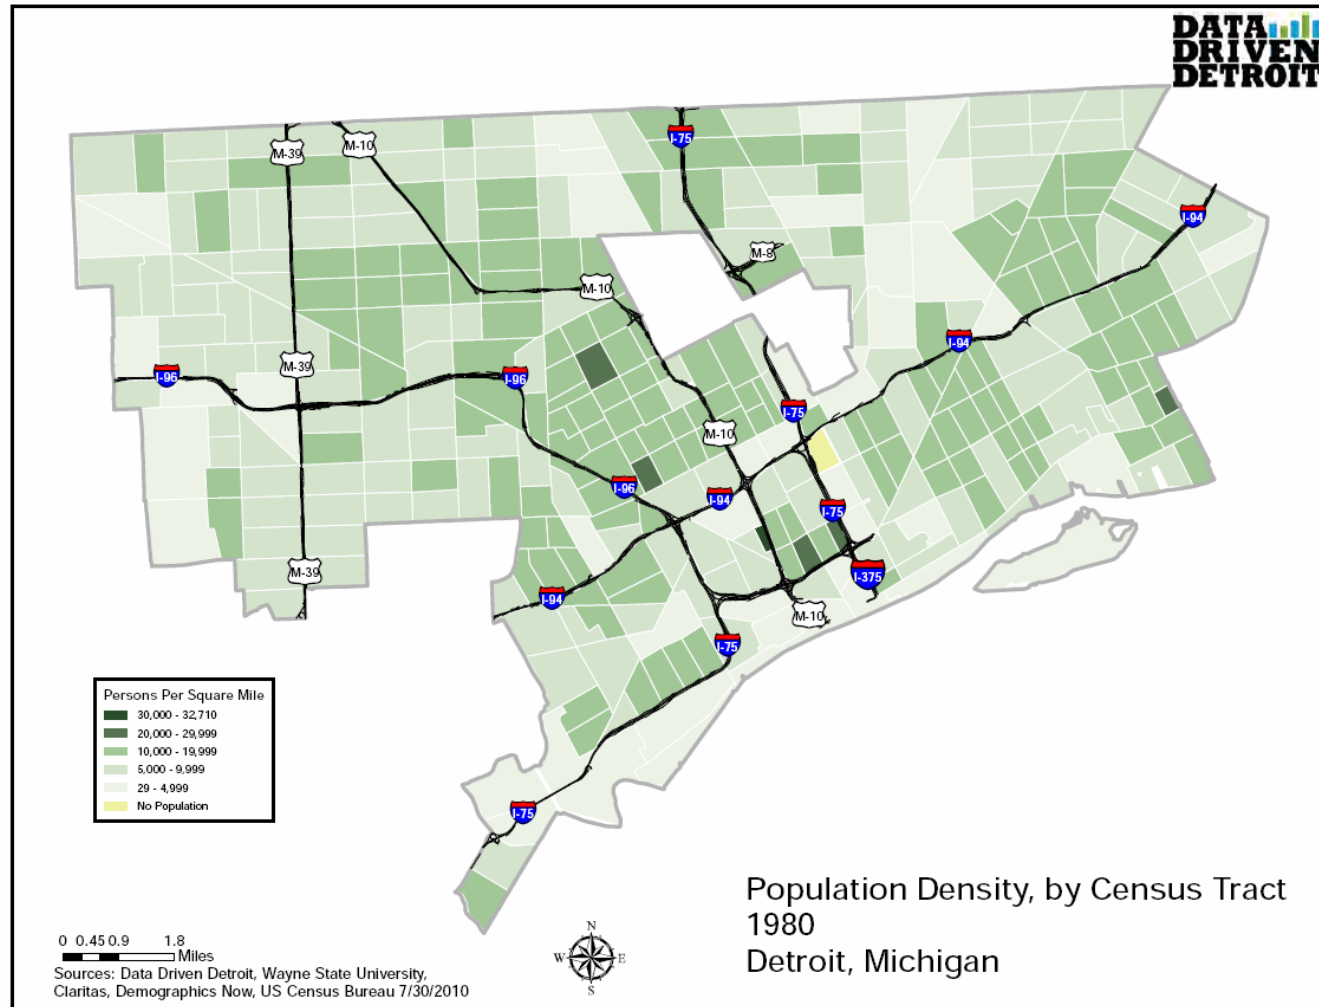 DATA
DRIVEN
DETROIT
I-75
M-39
M-10
I-94
M-8
M-10
I-94
M-39
I-96
I-96
I-75
M-10
I-96
I-94
I-75
M-39
I-375
I-94
M-10
I-75
Persons Per Square Mile
30,000 - 32,710
20,000 - 29,999
10,000 - 19,999
5,000 - 9,999
29 - 4,999
No Population
I-75
Population Density, by Census Tract
1980
Detroit, Michigan
N
W E
S
0 0.45 0.9 1.8
Miles
Sources: Data Driven Detroit, Wayne State University,
Claritas, Demographics Now, US Census Bureau 7/30/2010